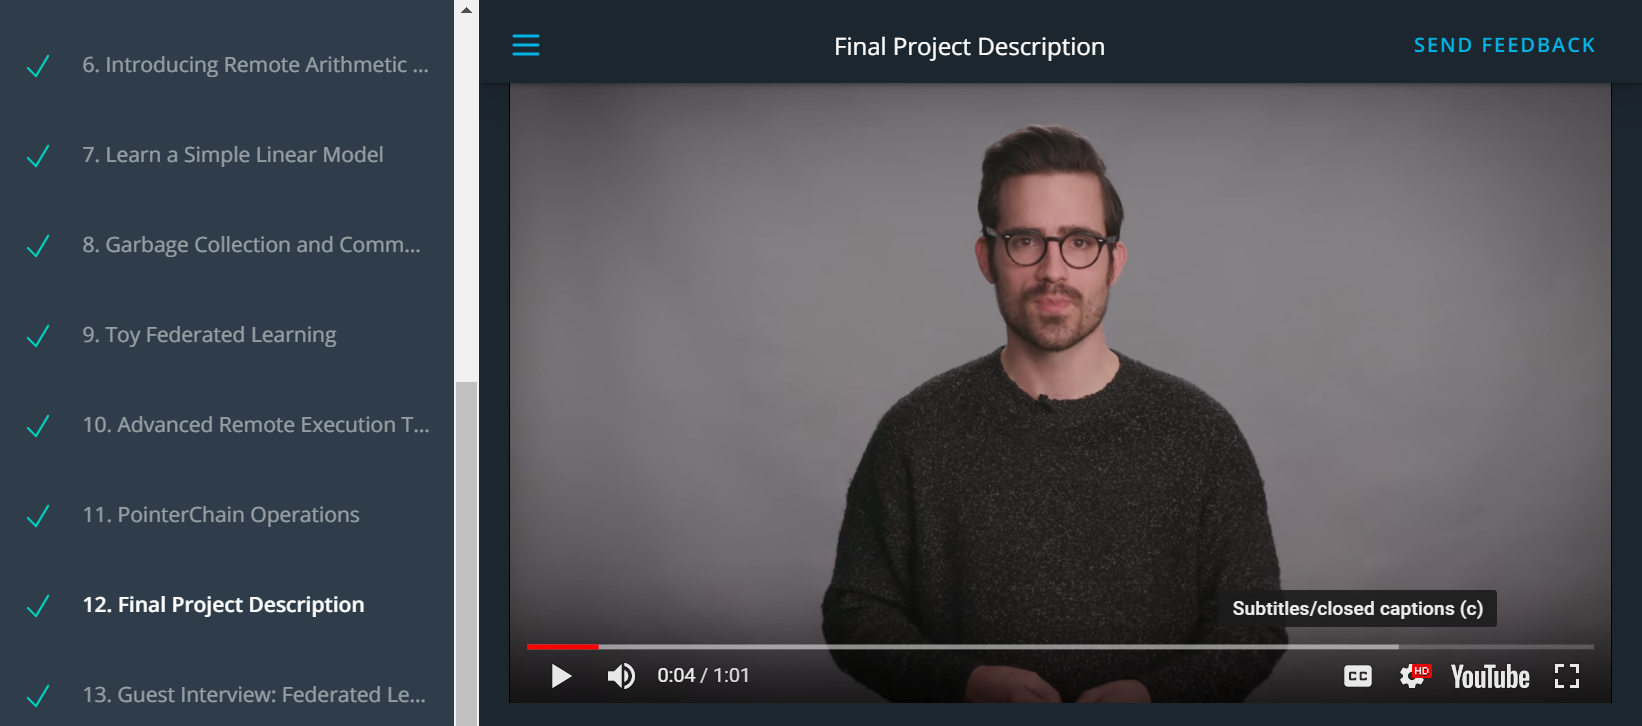 6. Introducing Remote Arithmetic ...
7. Learn a Simple Linear Model
8. Garbage Collection and Comm...
9. Toy Federated Learning
10. Advanced Remote Execution T...
11. PointerChain Operations
12. Final Project Description
13. Guest Interview: Federated Le...
Final Project Description
SEND FEEDBACK
Subtitles/closed captions (c)
0:04 / 1:01
CC
HD
YouTube